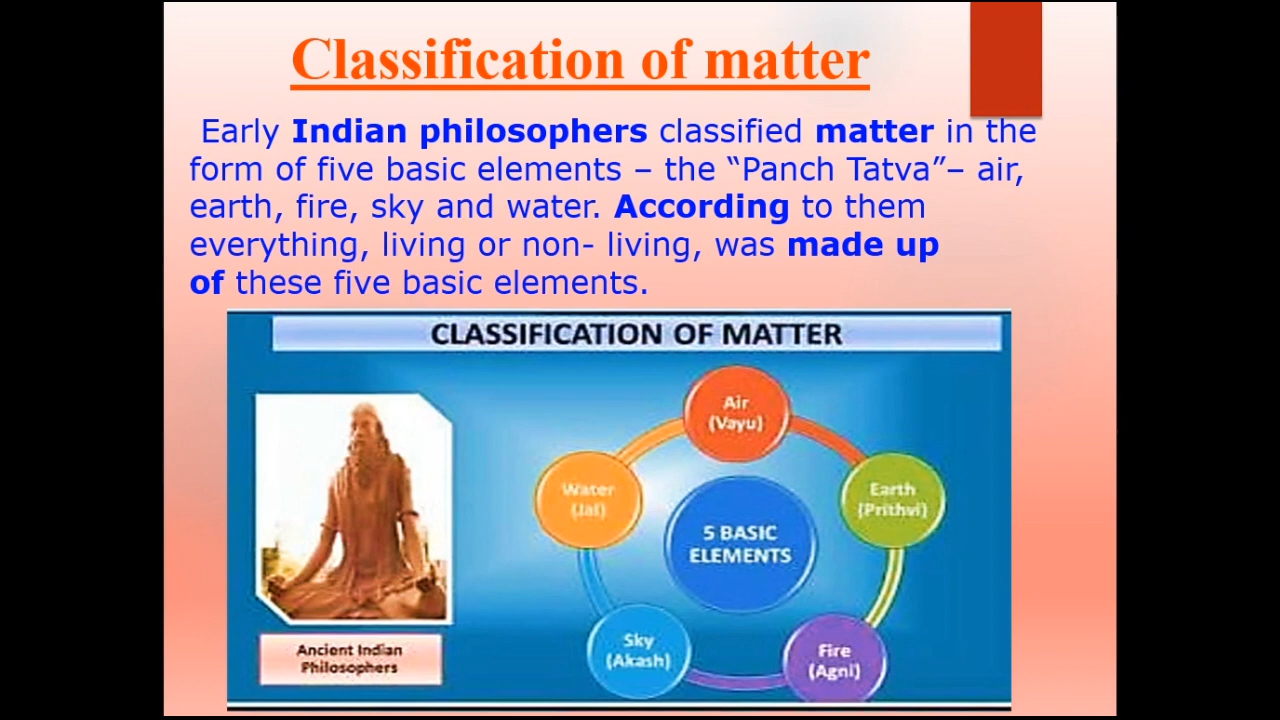 Classification of matter
Early Indian philosophers classified matter in the
form of five basic elements – the “Panch Tatva”– air,
earth, fire, sky and water. According to them
everything, living or non- living, was made up
of these five basic elements.
CLASSIFICATION OF MATTER
Air
(Vayu)
Water
(Jal)
Earth
(Prithvi)
5 BASIC
ELEMENTS
Sky
(Akash)
Fire
(Agni)
Ancient Indian
Philosophers